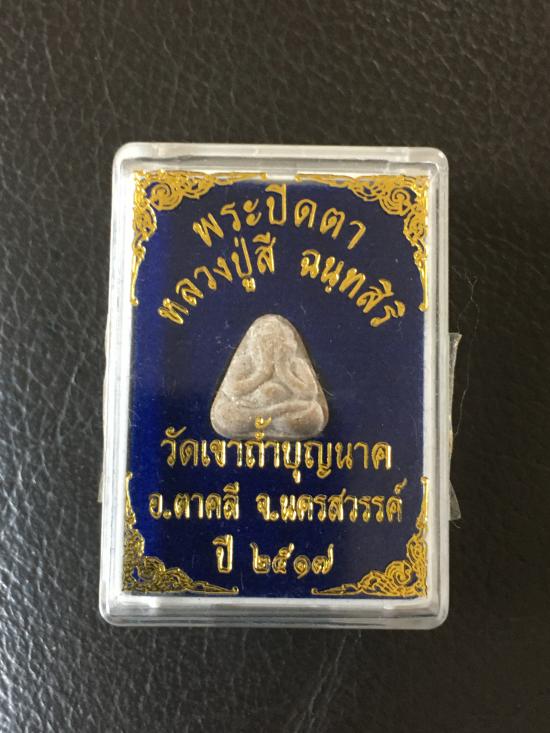 พระปิดตา
หลวงปู่สี ฉนฺทสิริ
วัดเขาถ้ำบุญนาค
อ.ตาคลี จ.นครสวรรค์
ปี ๒๕๑๗